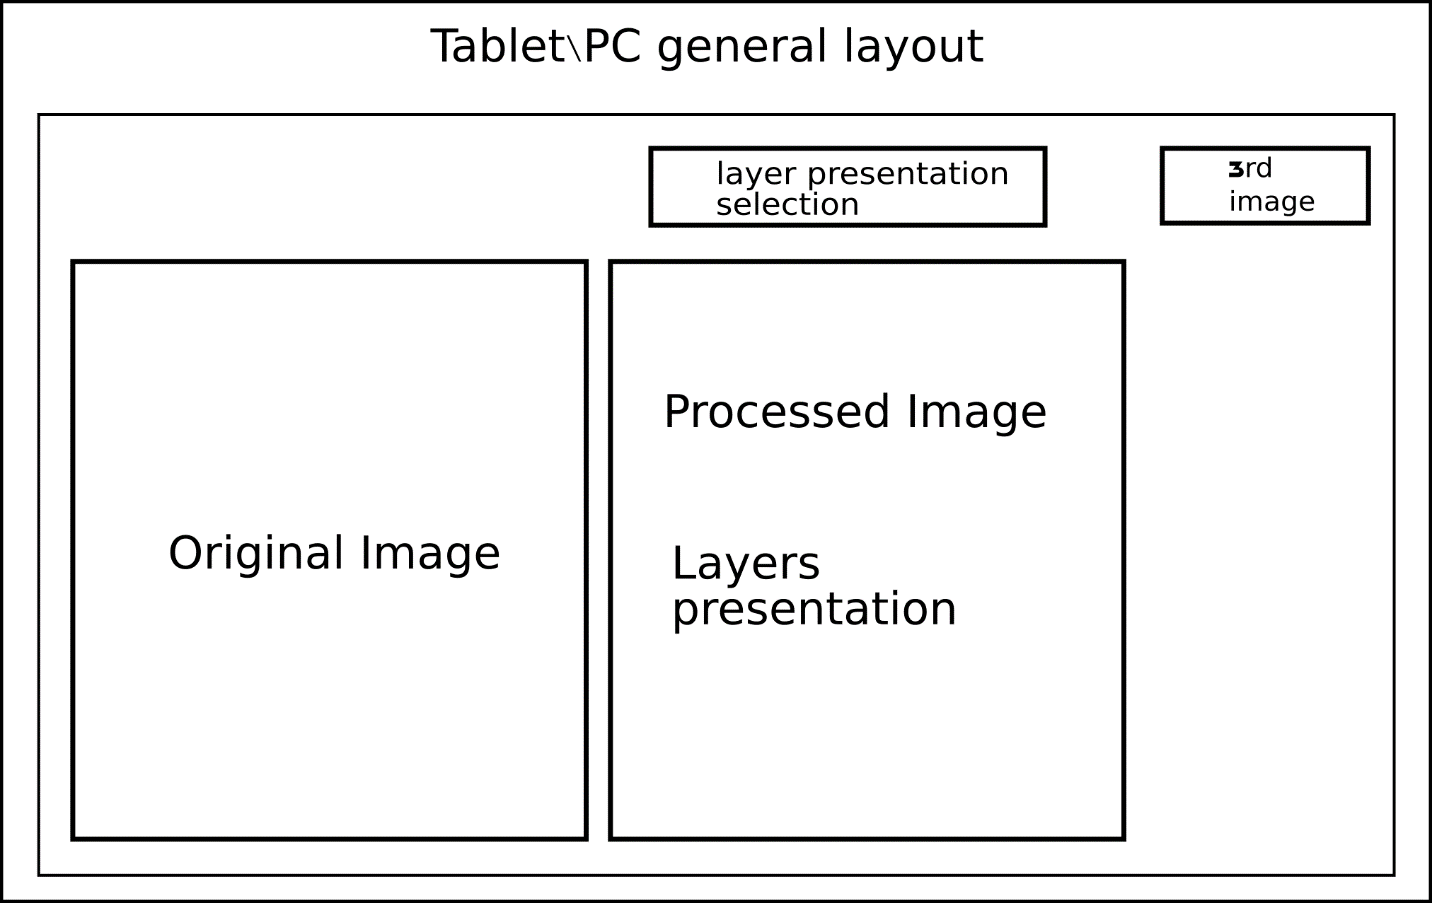 Tablet\PC general layout
layer presentation
selection
3rd
image
Original Image
Processed Image
Layers
presentation